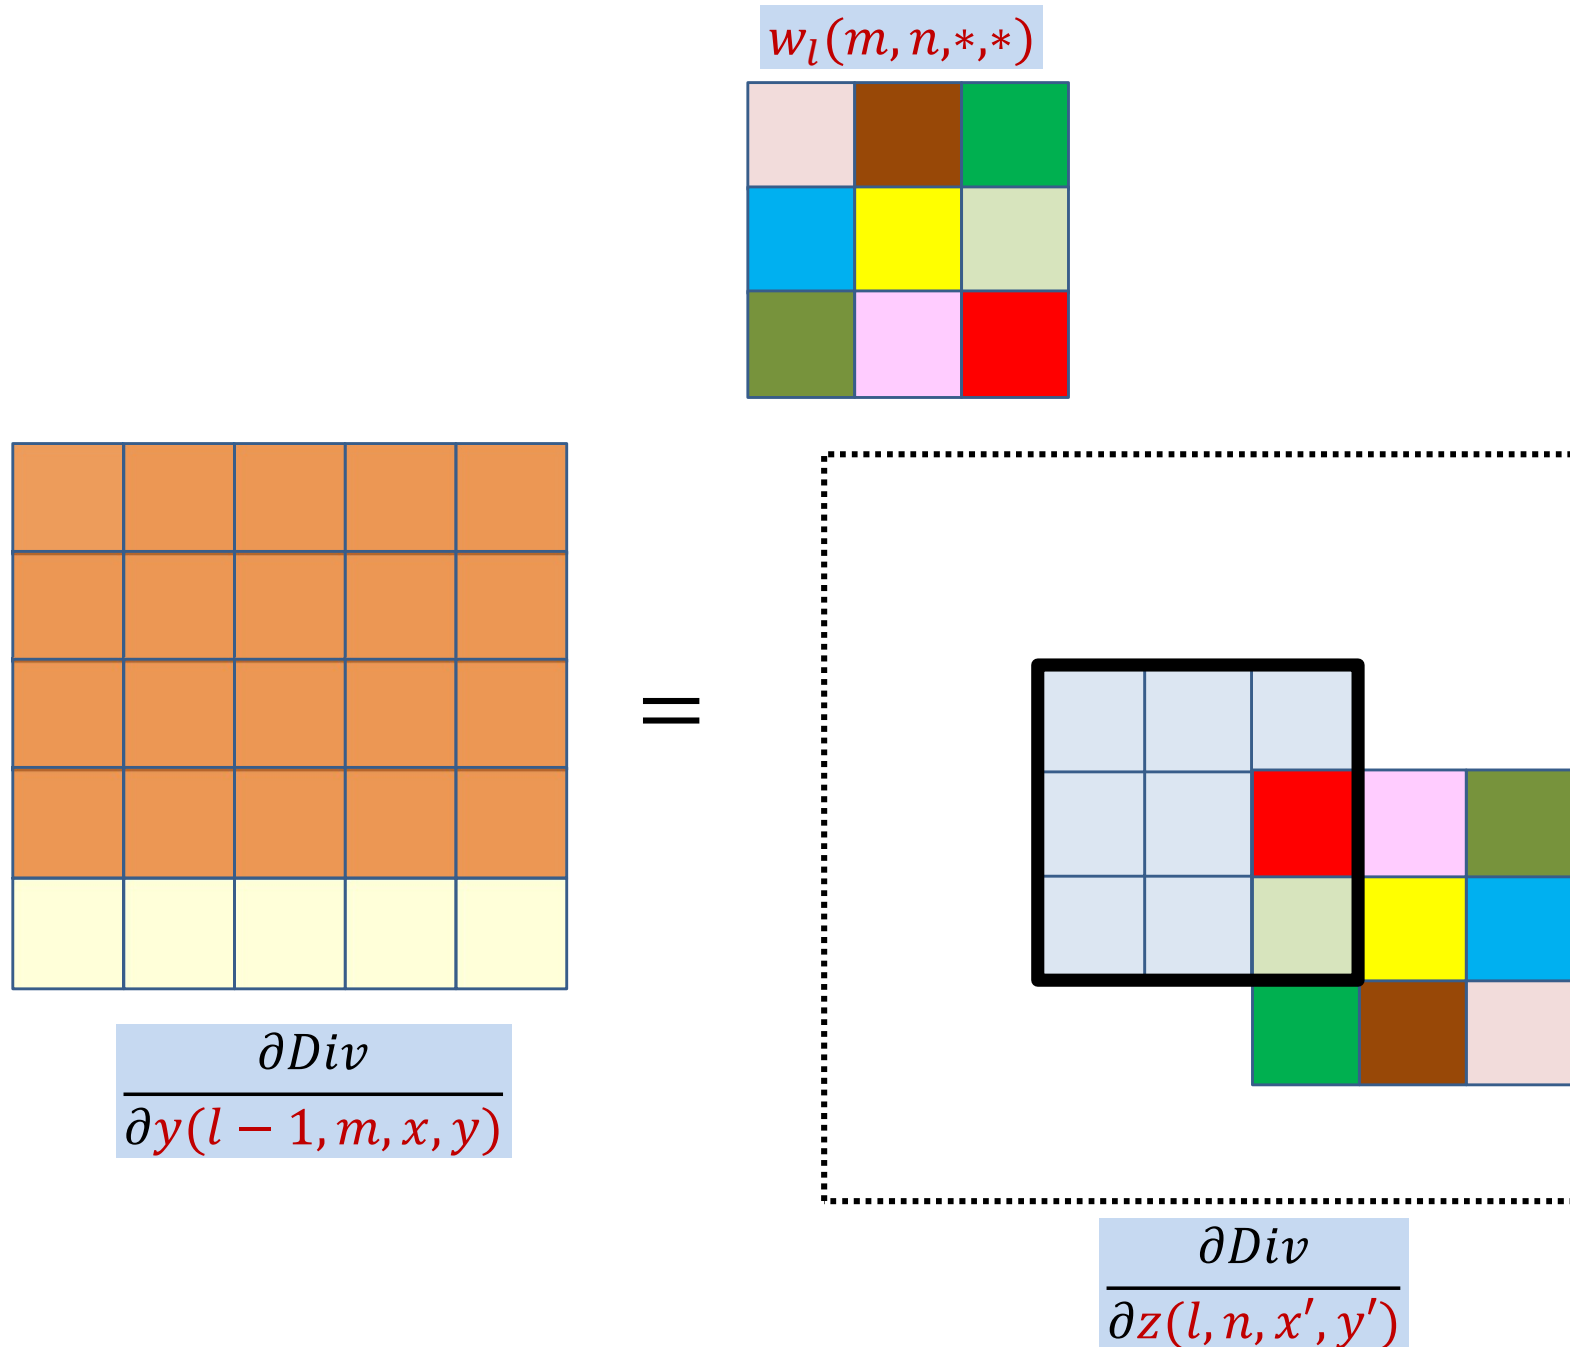 w_l(m, n,∗,∗)
=
∂Div
∂y(l − 1, m, x, y)
∂Div
∂z(l, n, x′, y′)